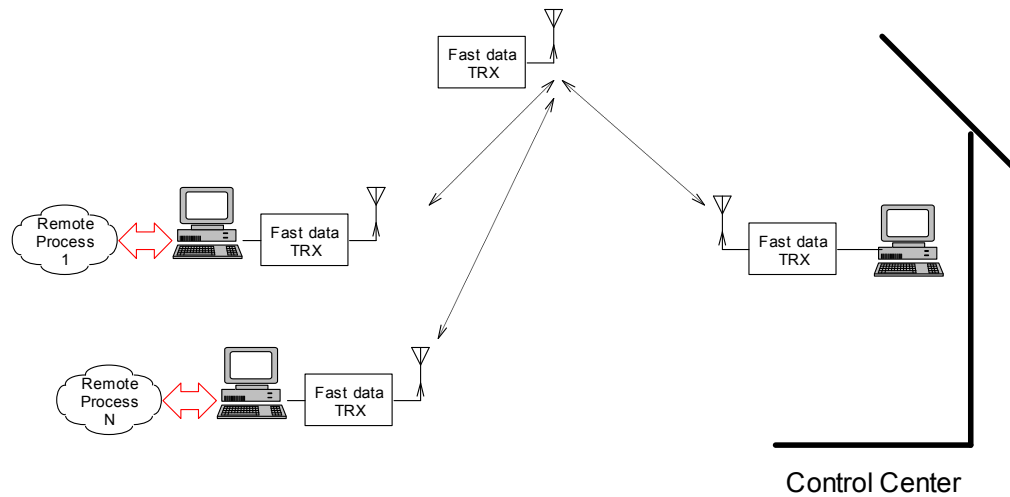 Fast data
TRX
Remote
Process
1
Fast data
TRX
Fast data
TRX
Remote
Process
N
Fast data
TRX
Control Center